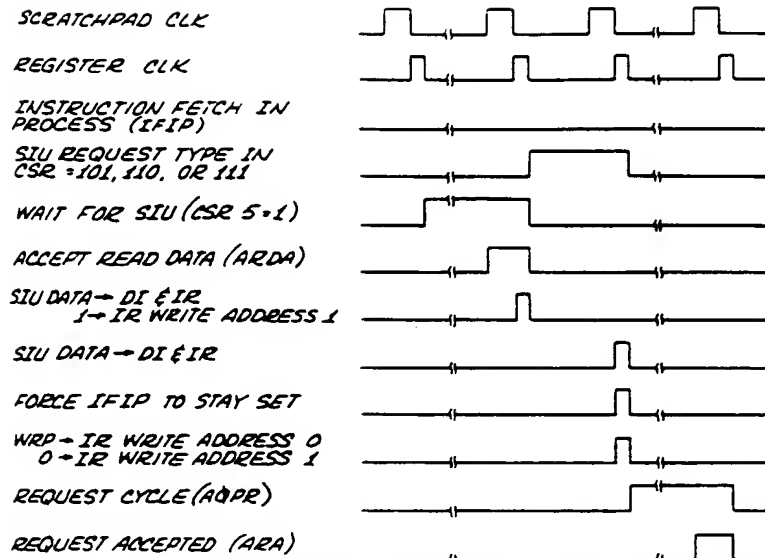 SCRATCHPAD CLK
REGISTER CLK
INSTRUCTION FETCH IN
PROCESS (IFIP)
SIU REQUEST TYPE IN
CSR = 101, 110, OR 111
WAIT FOR SIU (CSR 5=1)
ACCEPT READ DATA (ARDA)
SIU DATA → DI & IR
1 → IR WRITE ADDRESS 1
SIU DATA → DI & IR
FORCE IFIP TO STAY SET
WRP → IR WRITE ADDRESS 0
0 → IR WRITE ADDRESS 1
REQUEST CYCLE (AOPR)
REQUEST ACCEPTED (ARA)